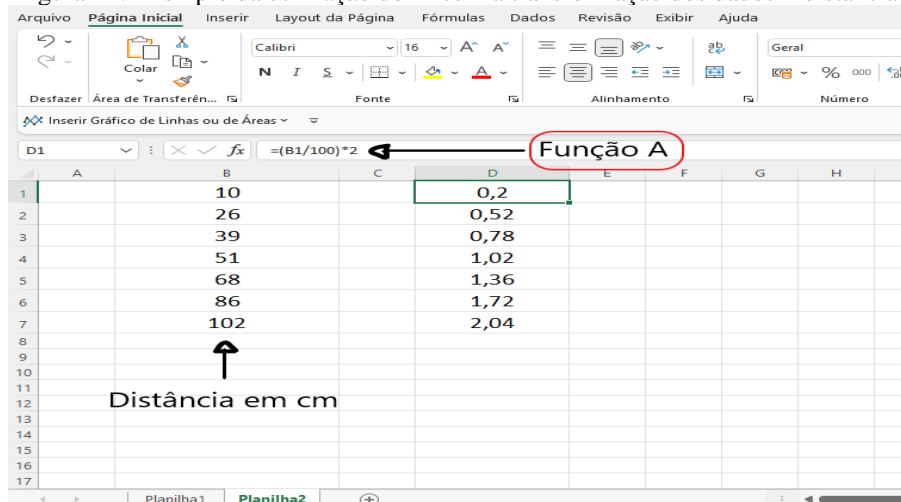 Arquivo Página Inicial Inserir Layout da Página Fórmulas Dados Revisão Exibir Ajuda
Calibri 16 A^ A˅ ab Geral
Colar N I S A % 000
Desfazer Área de Transferên... Fonte Alinhamento Número
Inserir Gráfico de Linhas ou de Áreas
D1 fx =(B1/100)*2 Função A
A B C D E F G H
1 10 0,2
2 26 0,52
3 39 0,78
4 51 1,02
5 68 1,36
6 86 1,72
7 102 2,04
8
9
10
11
12 Distância em cm
13
14
15
16
17
Planilha1 Planilha2